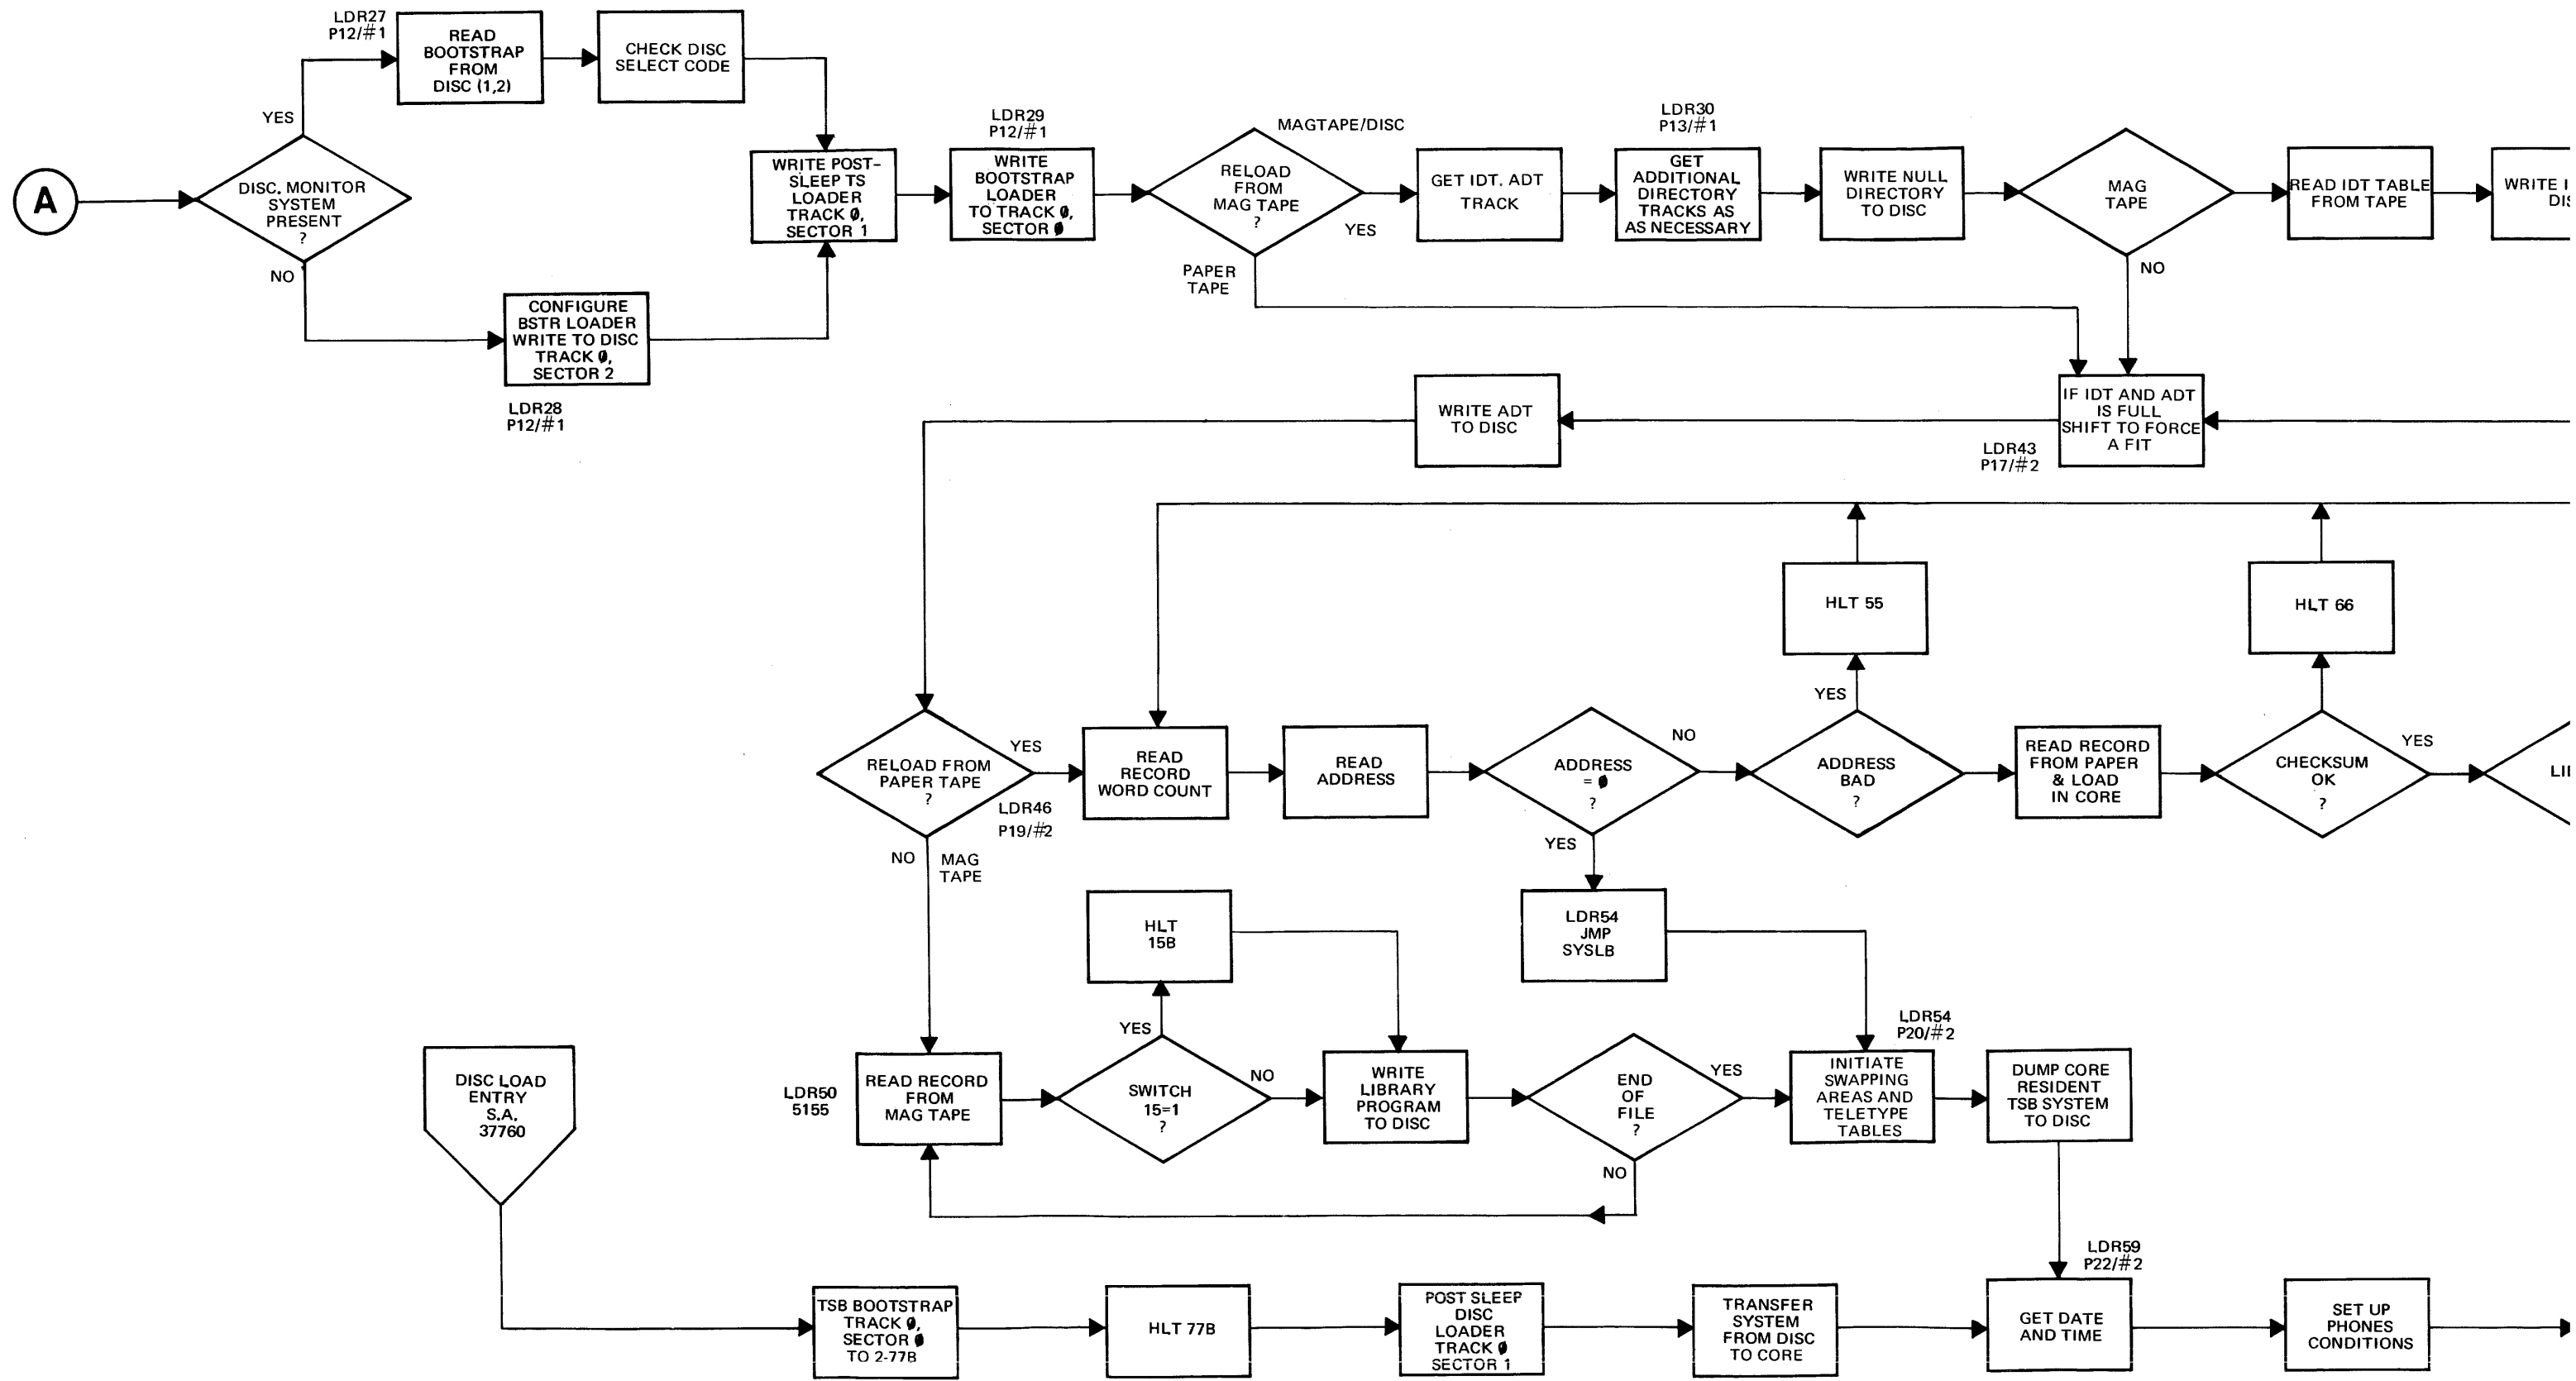 LDR27
P12/#1
READ
BOOTSTRAP
FROM
DISC (1,2)
CHECK DISC
SELECT CODE
YES
A
DISC. MONITOR
SYSTEM
PRESENT
?
NO
CONFIGURE
BSTR LOADER
WRITE TO DISC
TRACK 0,
SECTOR 2
LDR28
P12/#1
WRITE POST-
SLEEP TS
LOADER
TRACK 0,
SECTOR 1
LDR29
P12/#1
WRITE
BOOTSTRAP
LOADER
TO TRACK 0,
SECTOR 0
MAGTAPE/DISC
RELOAD
FROM
MAG TAPE
?
YES
PAPER
TAPE
GET IDT. ADT
TRACK
LDR30
P13/#1
GET
ADDITIONAL
DIRECTORY
TRACKS AS
AS NECESSARY
WRITE NULL
DIRECTORY
TO DISC
MAG
TAPE
NO
READ IDT TABLE
FROM TAPE
WRITE I
DIS
WRITE ADT
TO DISC
IF IDT AND ADT
IS FULL
SHIFT TO FORCE
A FIT
LDR43
P17/#2
HLT 55
HLT 66
YES
RELOAD FROM
PAPER TAPE
?
YES
LDR46
P19/#2
NO
MAG
TAPE
READ
RECORD
WORD COUNT
READ
ADDRESS
ADDRESS
= 0
?
NO
YES
ADDRESS
BAD
?
READ RECORD
FROM PAPER
& LOAD
IN CORE
CHECKSUM
OK
?
YES
LII
HLT
15B
LDR54
JMP
SYSLB
DISC LOAD
ENTRY
S.A.
37760
LDR50
5155
READ RECORD
FROM
MAG TAPE
YES
SWITCH
15=1
?
NO
WRITE
LIBRARY
PROGRAM
TO DISC
END
OF
FILE
?
YES
NO
LDR54
P20/#2
INITIATE
SWAPPING
AREAS AND
TELETYPE
TABLES
DUMP CORE
RESIDENT
TSB SYSTEM
TO DISC
TSB BOOTSTRAP
TRACK 0,
SECTOR 0
TO 2-77B
HLT 77B
POST SLEEP
DISC
LOADER
TRACK 0
SECTOR 1
TRANSFER
SYSTEM
FROM DISC
TO CORE
LDR59
P22/#2
GET DATE
AND TIME
SET UP
PHONES
CONDITIONS